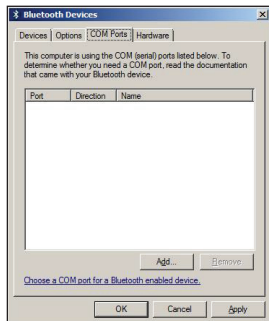 Bluetooth Devices
Devices Options COM Ports Hardware
This computer is using the COM (serial) ports listed below. To
determine whether you need a COM port, read the documentation
that came with your Bluetooth device.
Port Direction Name
Add... Remove
Choose a COM port for a Bluetooth enabled device.
OK Cancel Apply